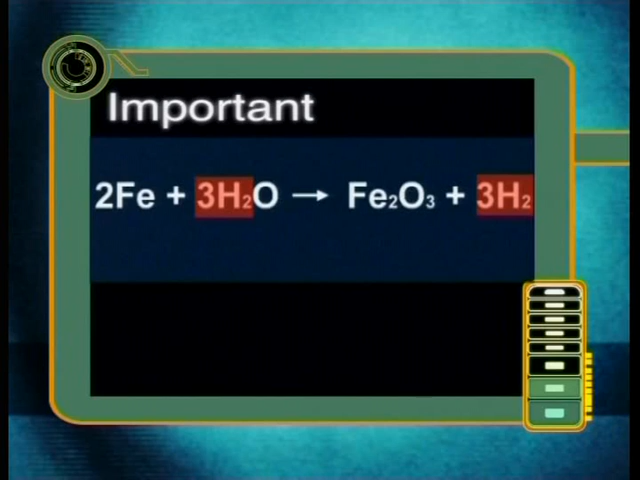 Important
2Fe + 3H₂O → Fe₂O₃ + 3H₂